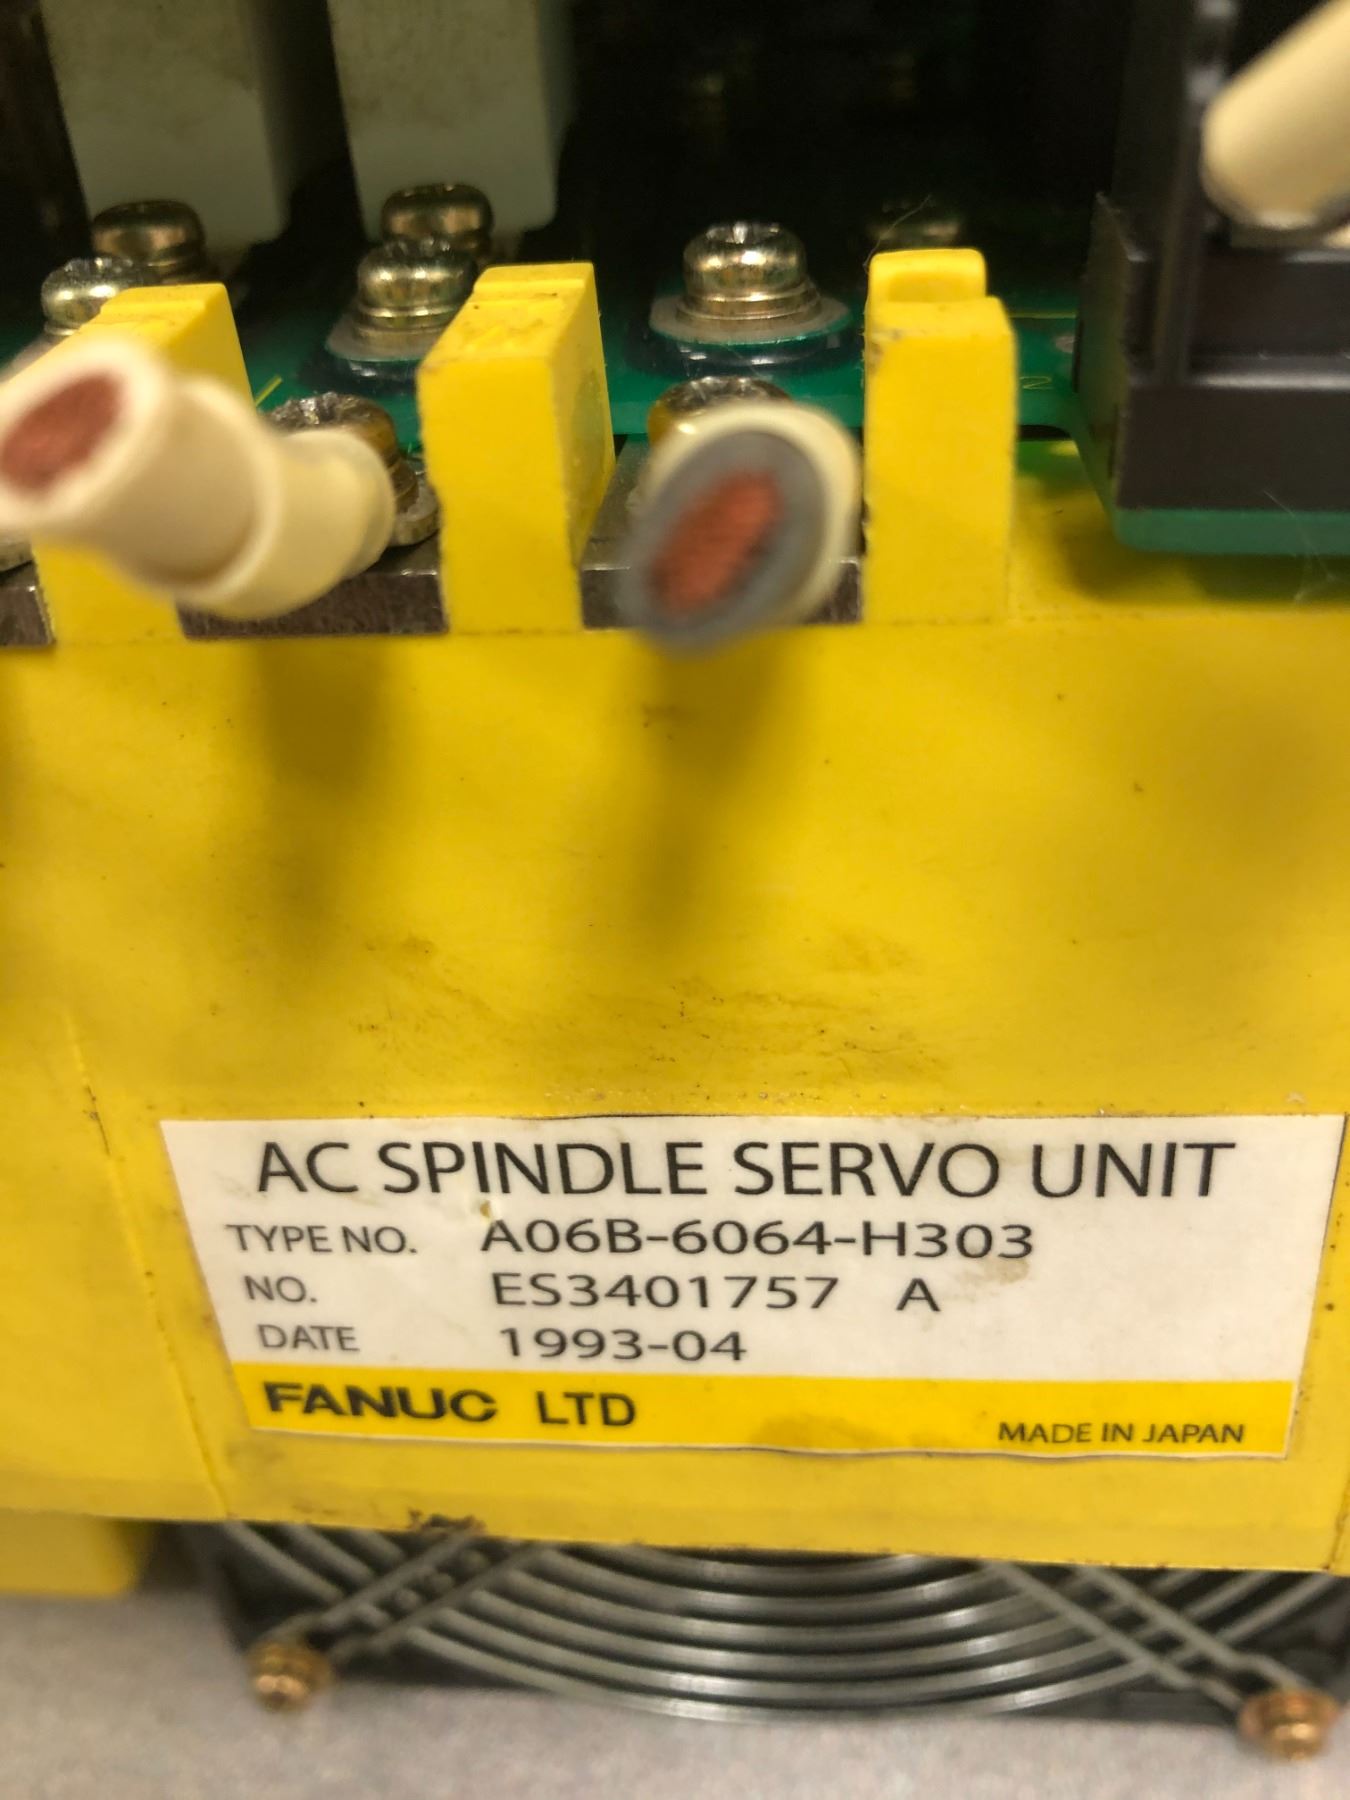 AC SPINDLE SERVO UNIT
TYPE NO. A06B-6064-H303
NO. ES3401757 A
DATE 1993-04
FANUC LTD
MADE IN JAPAN